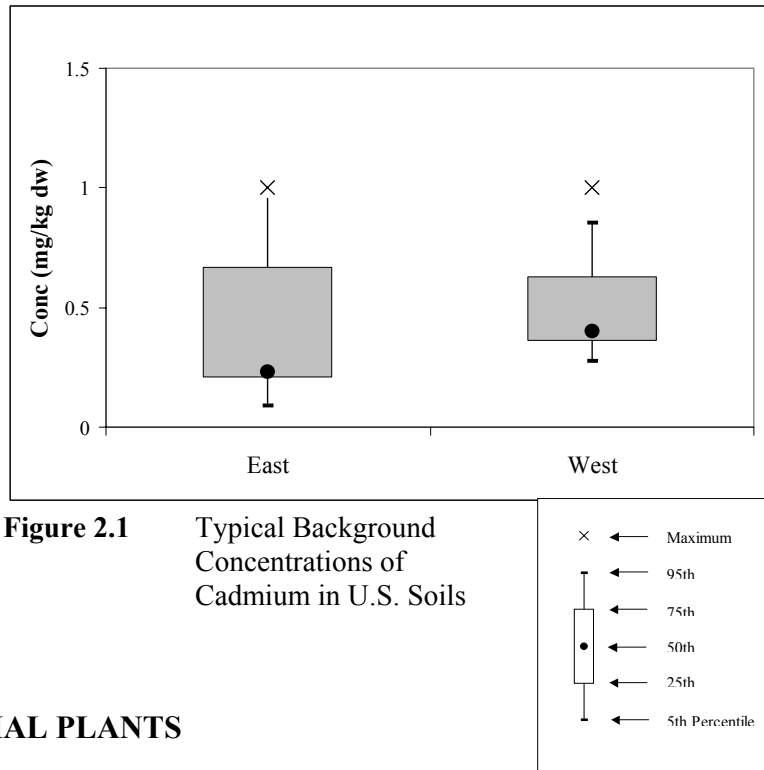 1.5
1
0.5
0
Conc (mg/kg dw)
East
West
Figure 2.1 Typical Background
Concentrations of
Cadmium in U.S. Soils
Maximum
95th
75th
50th
25th
5th Percentile
IAL PLANTS